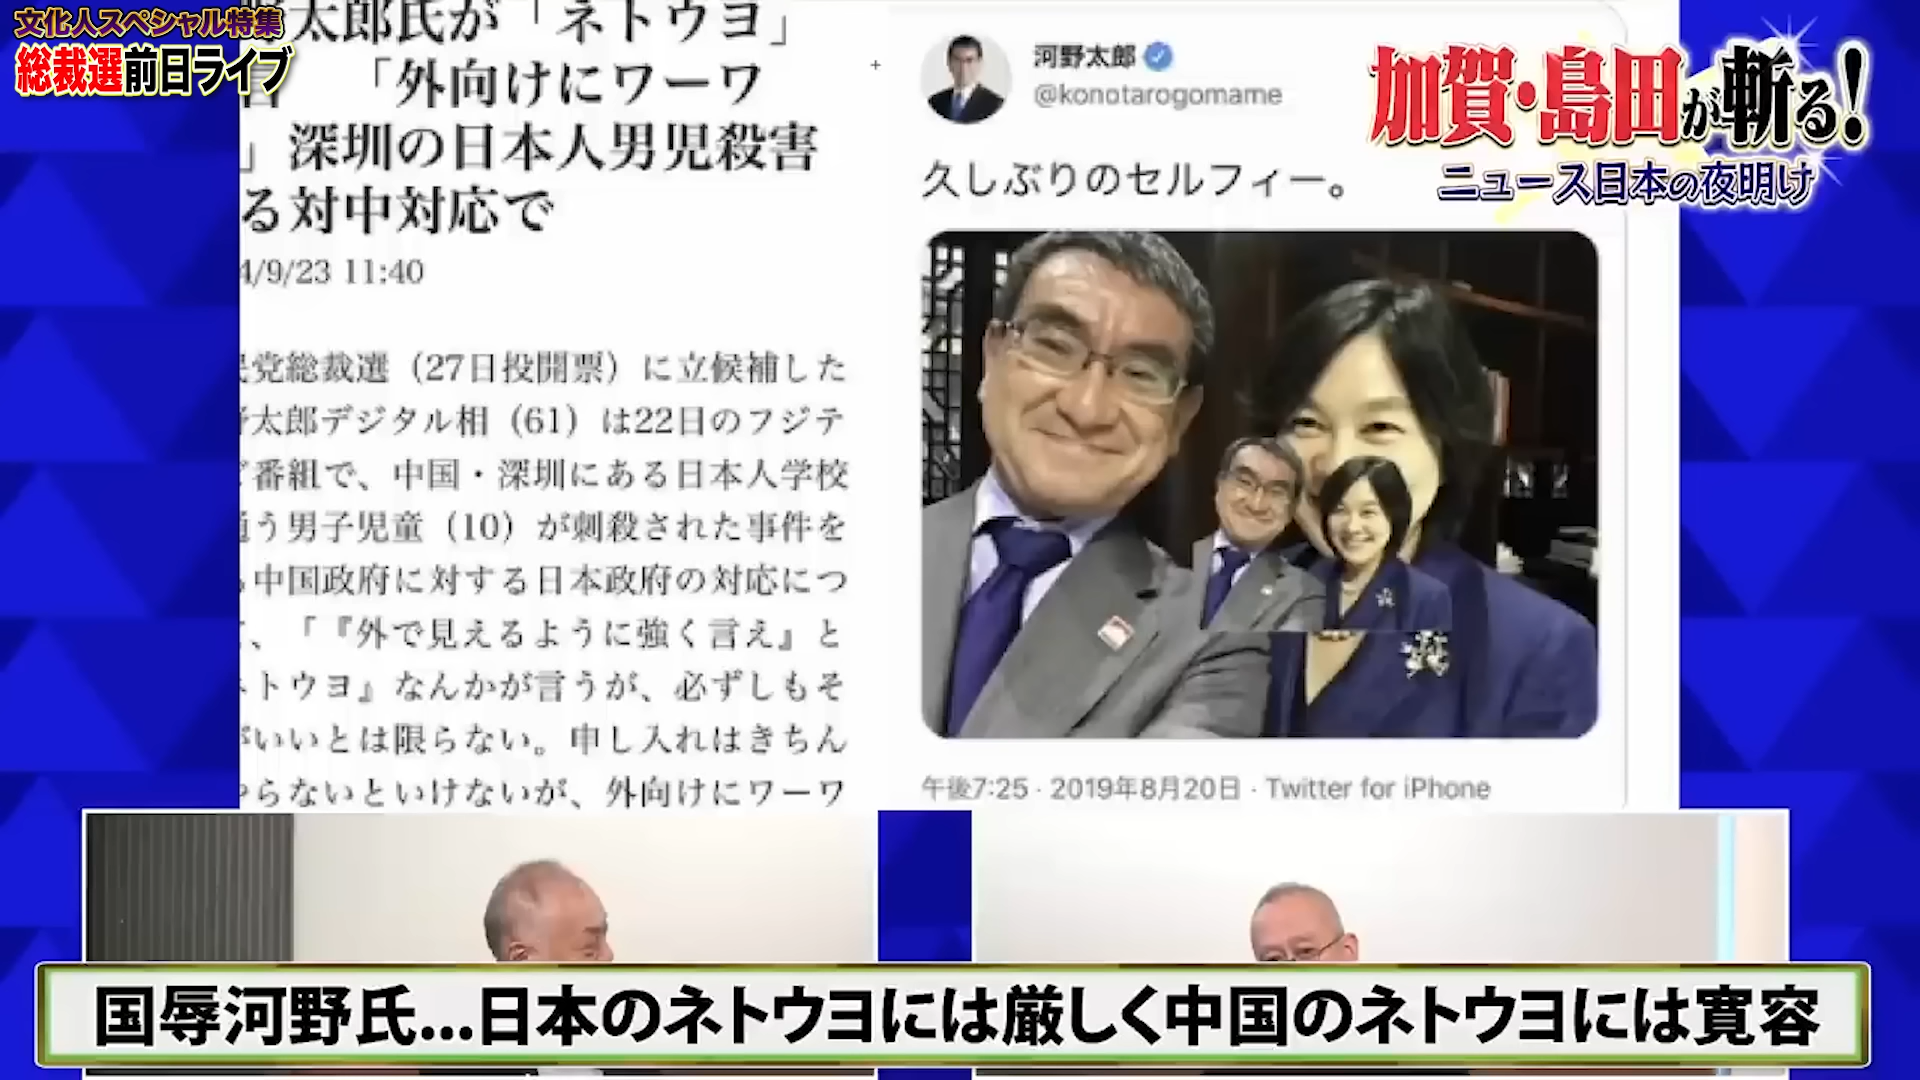 文化人スペシャル特集
総裁選前日ライブ
太郎氏が「ネトウヨ」
「外向けにワーワ
」深圳の日本人男児殺害
る対中対応で
4/9/23 11:40
党総裁選（27日投開票）に立候補した
太郎デジタル相（61）は22日のフジテ
番組で、中国・深圳にある日本人学校
う男子児童（10）が刺殺された事件を
中国政府に対する日本政府の対応につ
、「『外で見えるように強く言え』と
トウヨ』なんかが言うが、必ずしもそ
がいいとは限らない。申し入れはきちん
らないといけないが、外向けにワーワ
河野太郎
@konotarogomame
久しぶりのセルフィー。
午後7:25 · 2019年8月20日 · Twitter for iPhone
加賀・島田が斬る!
ニュース日本の夜明け
国辱河野氏...日本のネトウヨには厳しく中国のネトウヨには寛容